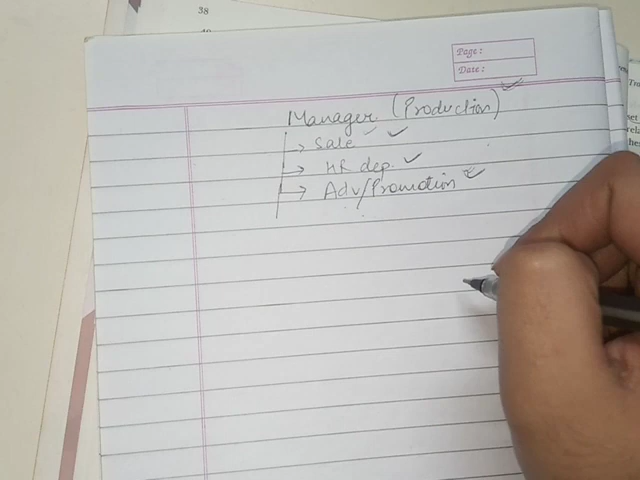 38
Page:
Date:
Manager (Production)
→ Sale
→ HR dep.
→ Adv/Promotion